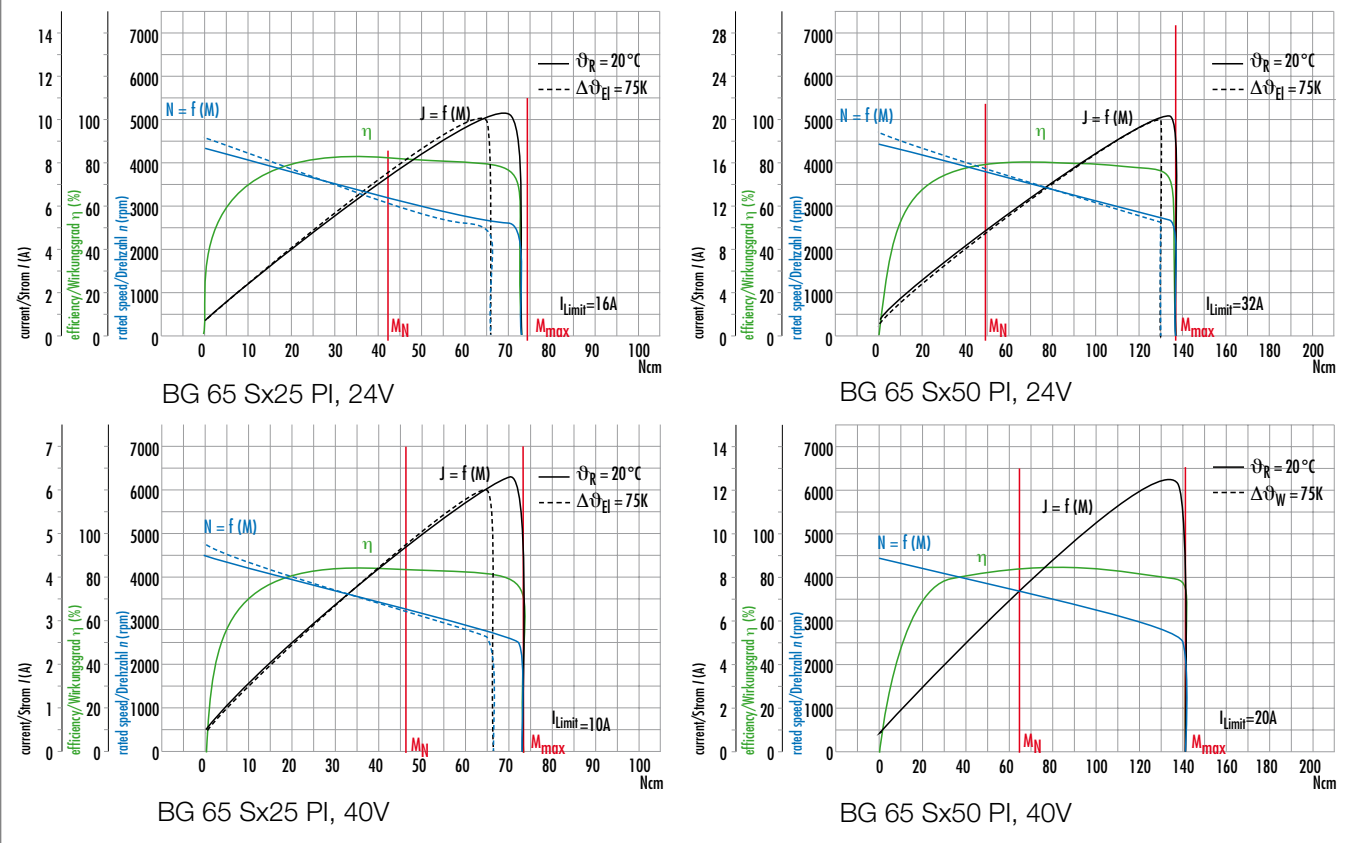 14
12
10
8
6
4
2
0
current/Strom I (A)
100
80
60
40
20
0
efficiency/Wirkungsgrad η (%)
7000
6000
5000
4000
3000
2000
1000
0
rated speed/Drehzahl n (rpm)
N = f (M)
η
J = f (M)
ϑR = 20°C
ΔϑEl = 75K
ILimit=16A
MN
Mmax
0 10 20 30 40 50 60 70 80 90 100
Ncm
BG 65 Sx25 PI, 24V
28
24
20
16
12
8
4
0
current/Strom I (A)
100
80
60
40
20
0
efficiency/Wirkungsgrad η (%)
7000
6000
5000
4000
3000
2000
1000
0
rated speed/Drehzahl n (rpm)
N = f (M)
η
J = f (M)
ϑR = 20°C
ΔϑEl = 75K
ILimit=32A
MN
Mmax
0 20 40 60 80 100 120 140 160 180 200
Ncm
BG 65 Sx50 PI, 24V
7
6
5
4
3
2
1
0
current/Strom I (A)
100
80
60
40
20
0
efficiency/Wirkungsgrad η (%)
7000
6000
5000
4000
3000
2000
1000
0
rated speed/Drehzahl n (rpm)
N = f (M)
η
J = f (M)
ϑR = 20°C
ΔϑEl = 75K
ILimit=10A
MN
Mmax
0 10 20 30 40 50 60 70 80 90 100
Ncm
BG 65 Sx25 PI, 40V
14
12
10
8
6
4
2
0
current/Strom I (A)
100
80
60
40
20
0
efficiency/Wirkungsgrad η (%)
7000
6000
5000
4000
3000
2000
1000
0
rated speed/Drehzahl n (rpm)
N = f (M)
η
J = f (M)
ϑR = 20°C
ΔϑW = 75K
ILimit=20A
MN
Mmax
0 20 40 60 80 100 120 140 160 180 200
Ncm
BG 65 Sx50 PI, 40V